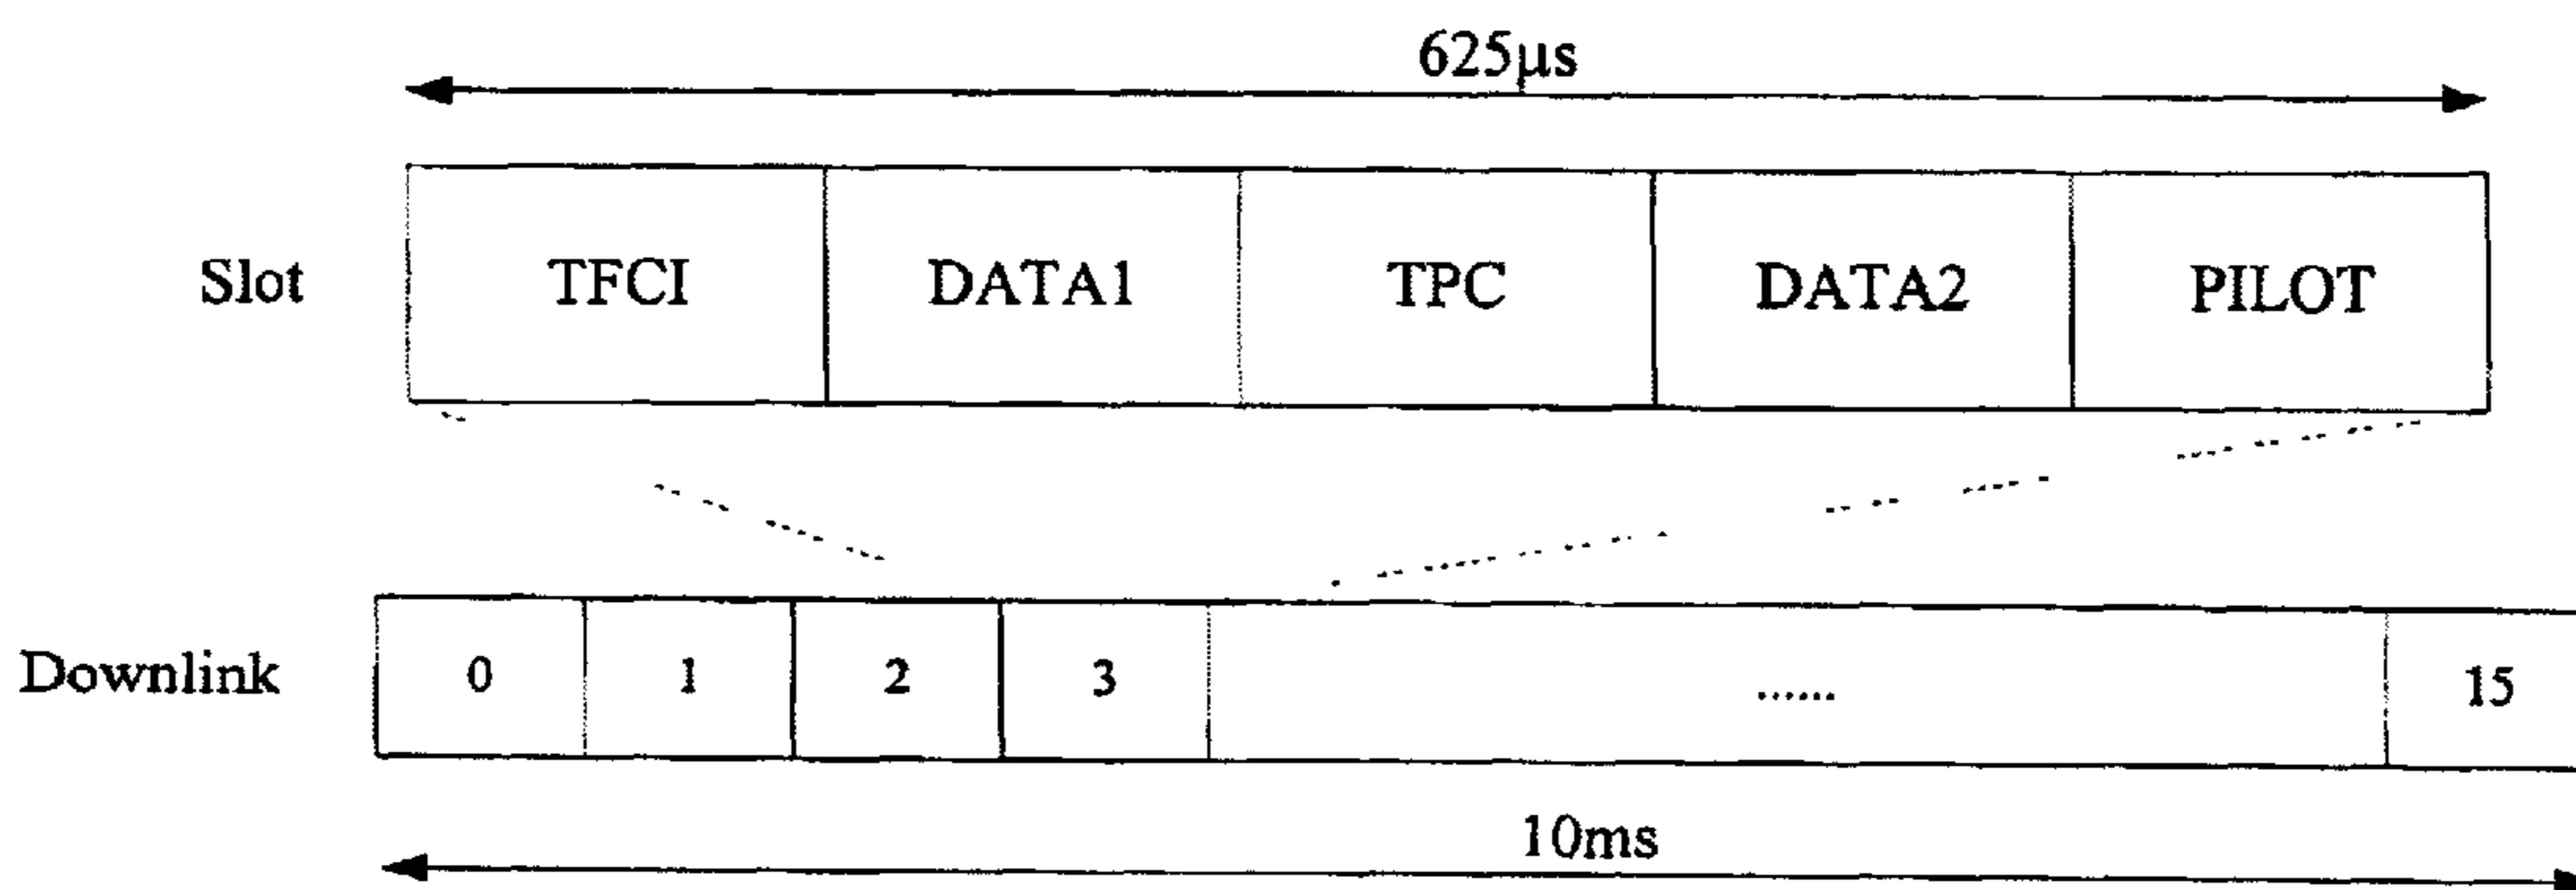 625µs
Slot TFCI DATA1 TPC DATA2 PILOT
Downlink 0 1 2 3 ...... 15
10ms